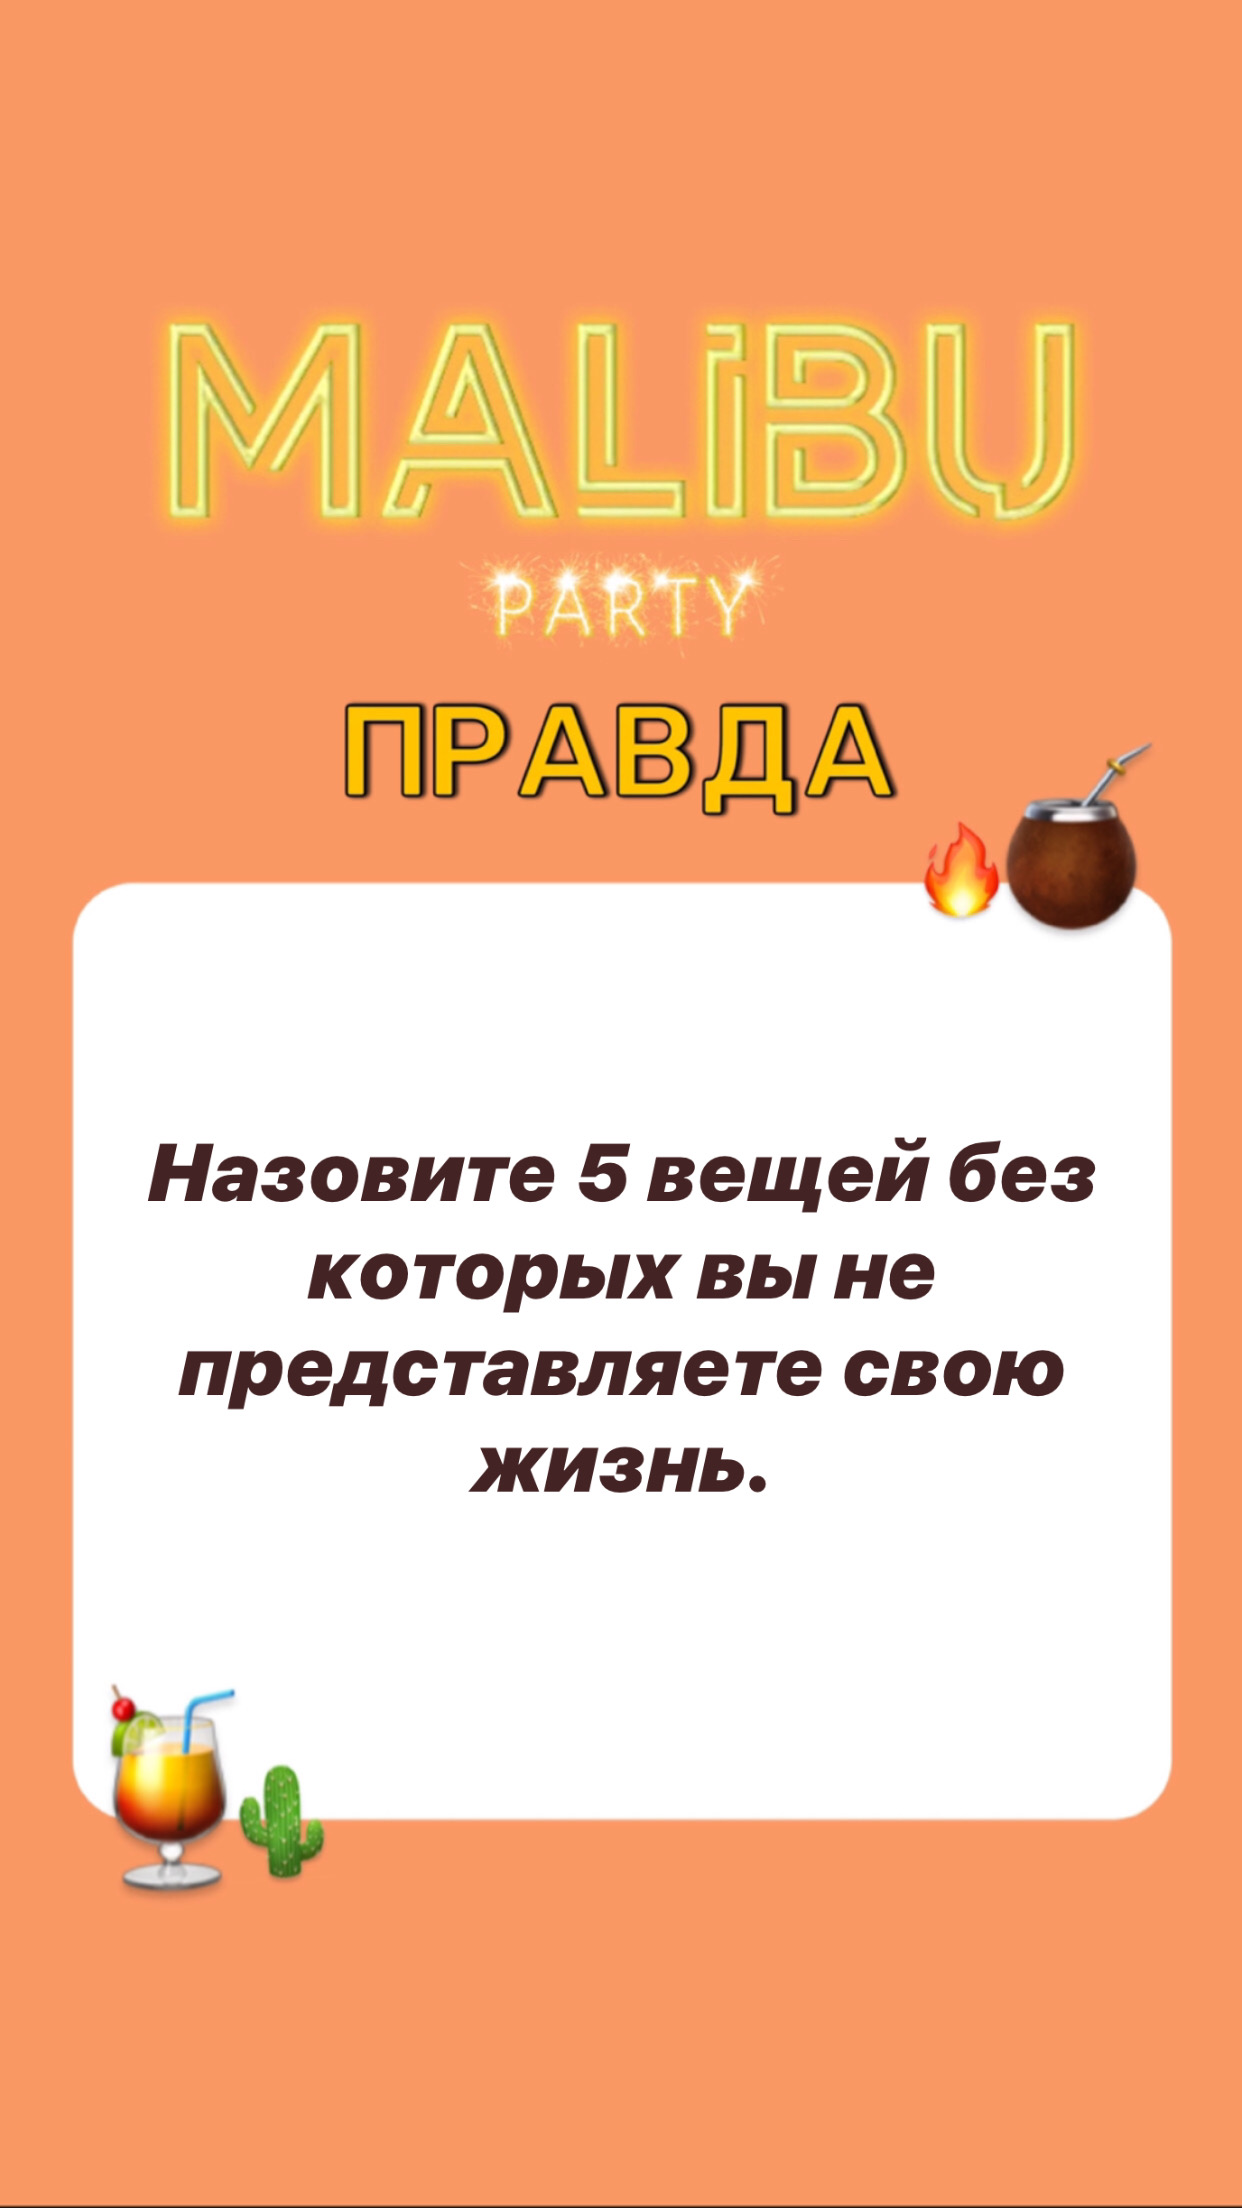 MALiBU
PARTY
ПРАВДА
Назовите 5 вещей без
которых вы не
представляете свою
жизнь.